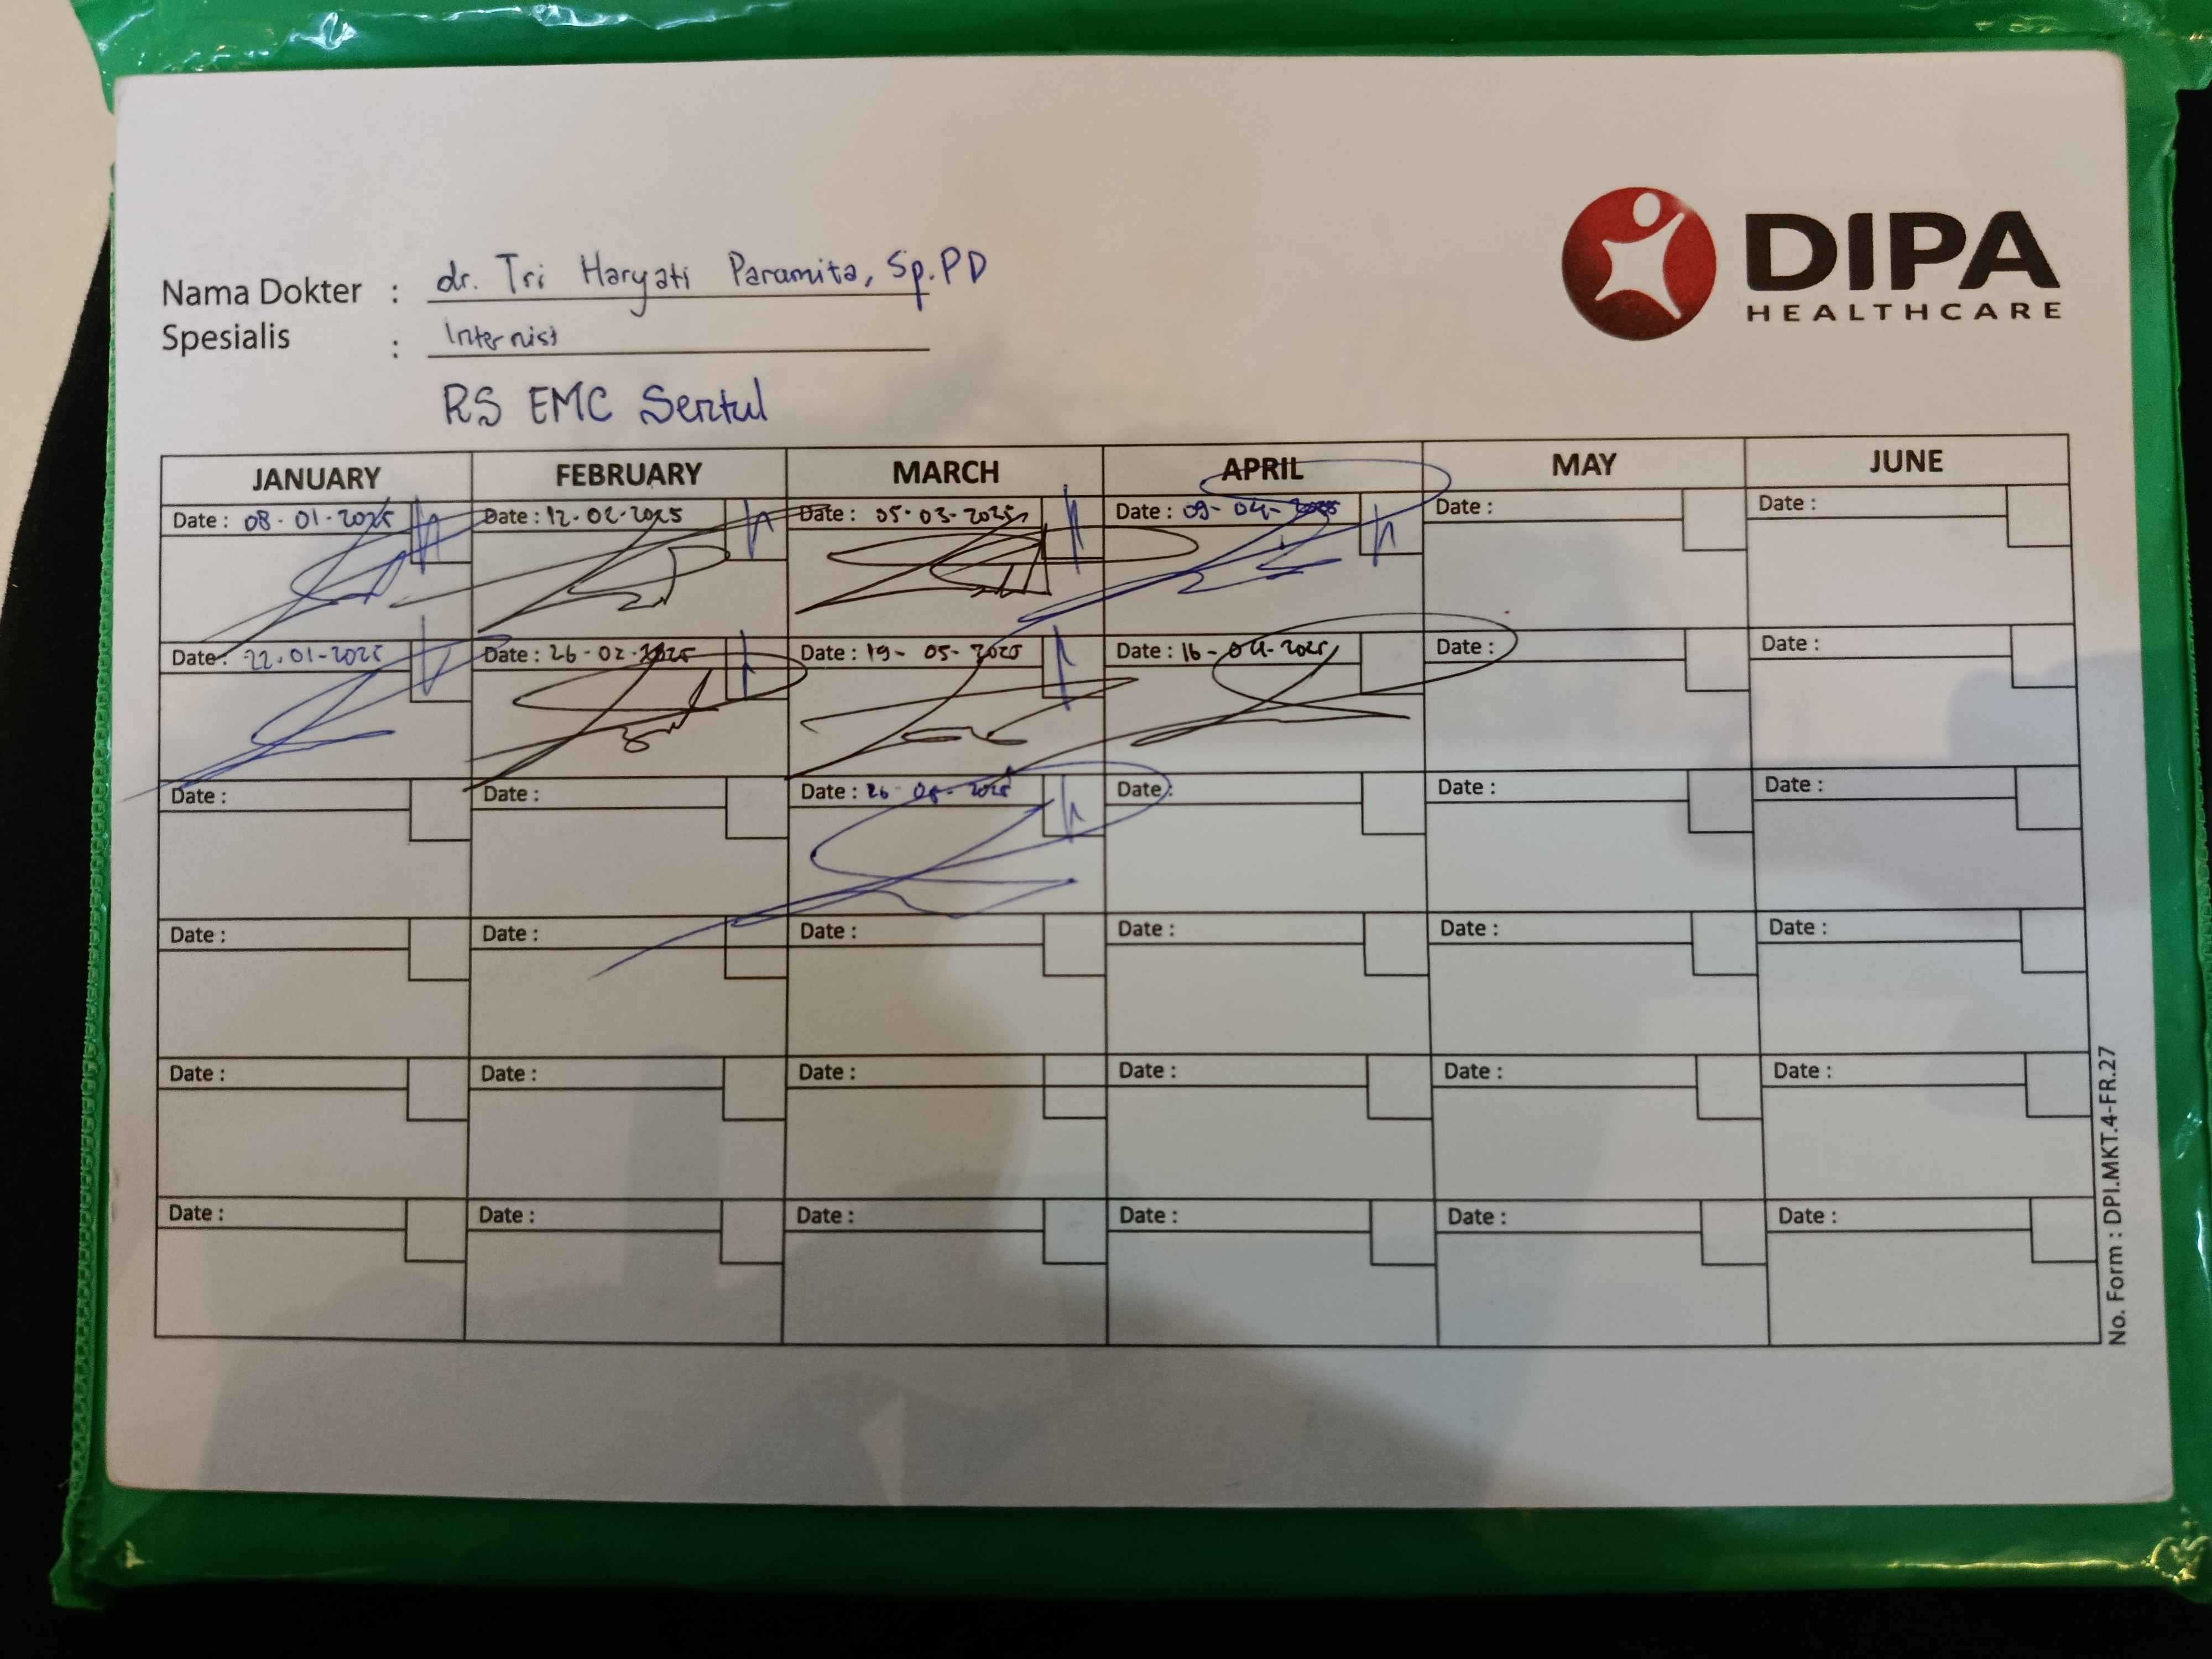 DIPA
HEALTHCARE
Nama Dokter : dr. Tri Haryati Paramita, Sp.PD
Spesialis : Internist
RS EMC Sentul
JANUARY FEBRUARY MARCH APRIL MAY JUNE
Date : 08-01-2025 Date : 12-02-2025 Date : 05-03-2025 Date : 09-04-2025 Date : Date :
Date : 22-01-2025 Date : 26-02-2025 Date : 19-05-2025 Date : 16-04-2025 Date : Date :
Date : Date : Date : 26 Date : Date : Date :
Date : Date : Date : Date : Date : Date :
Date : Date : Date : Date : Date : Date :
Date : Date : Date : Date : Date : Date :
No. Form : DPI.MKT.4-FR.27